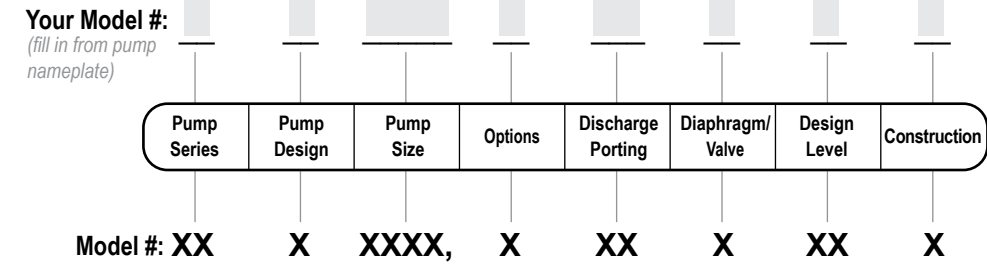 Your Model #:
(fill in from pump
nameplate)
Pump Series
Pump Design
Pump Size
Options
Discharge Porting
Diaphragm/ Valve
Design Level
Construction
Model #: XX X XXXX, X XX X XX X